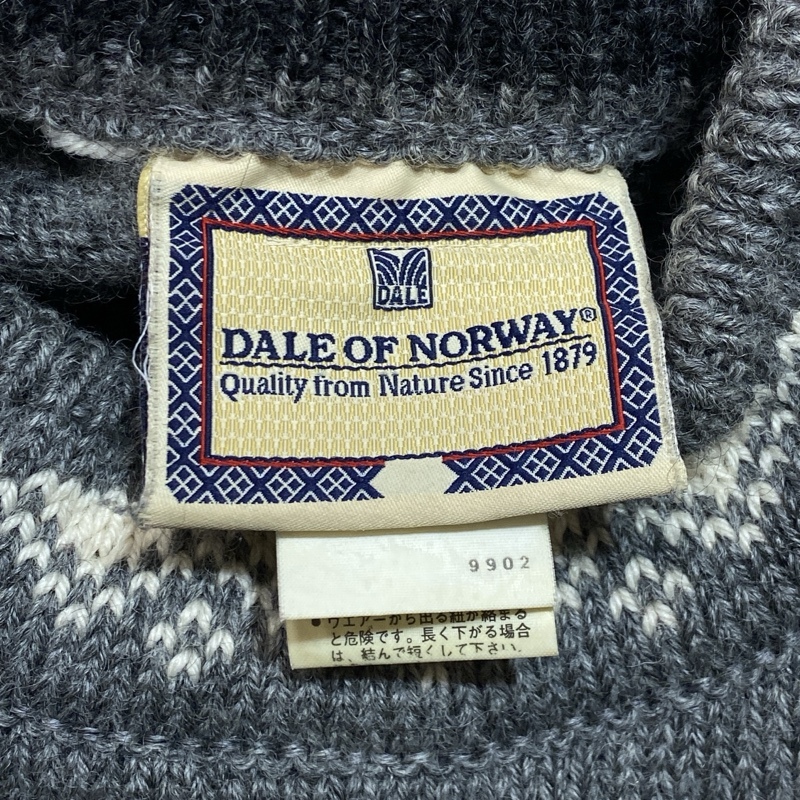 DALE
DALE OF NORWAY®
Quality from Nature Since 1879
9902
●ウエアーから出る紐が絡まる
と危険です。長く下がる場合
は、結んで短くして下さい。